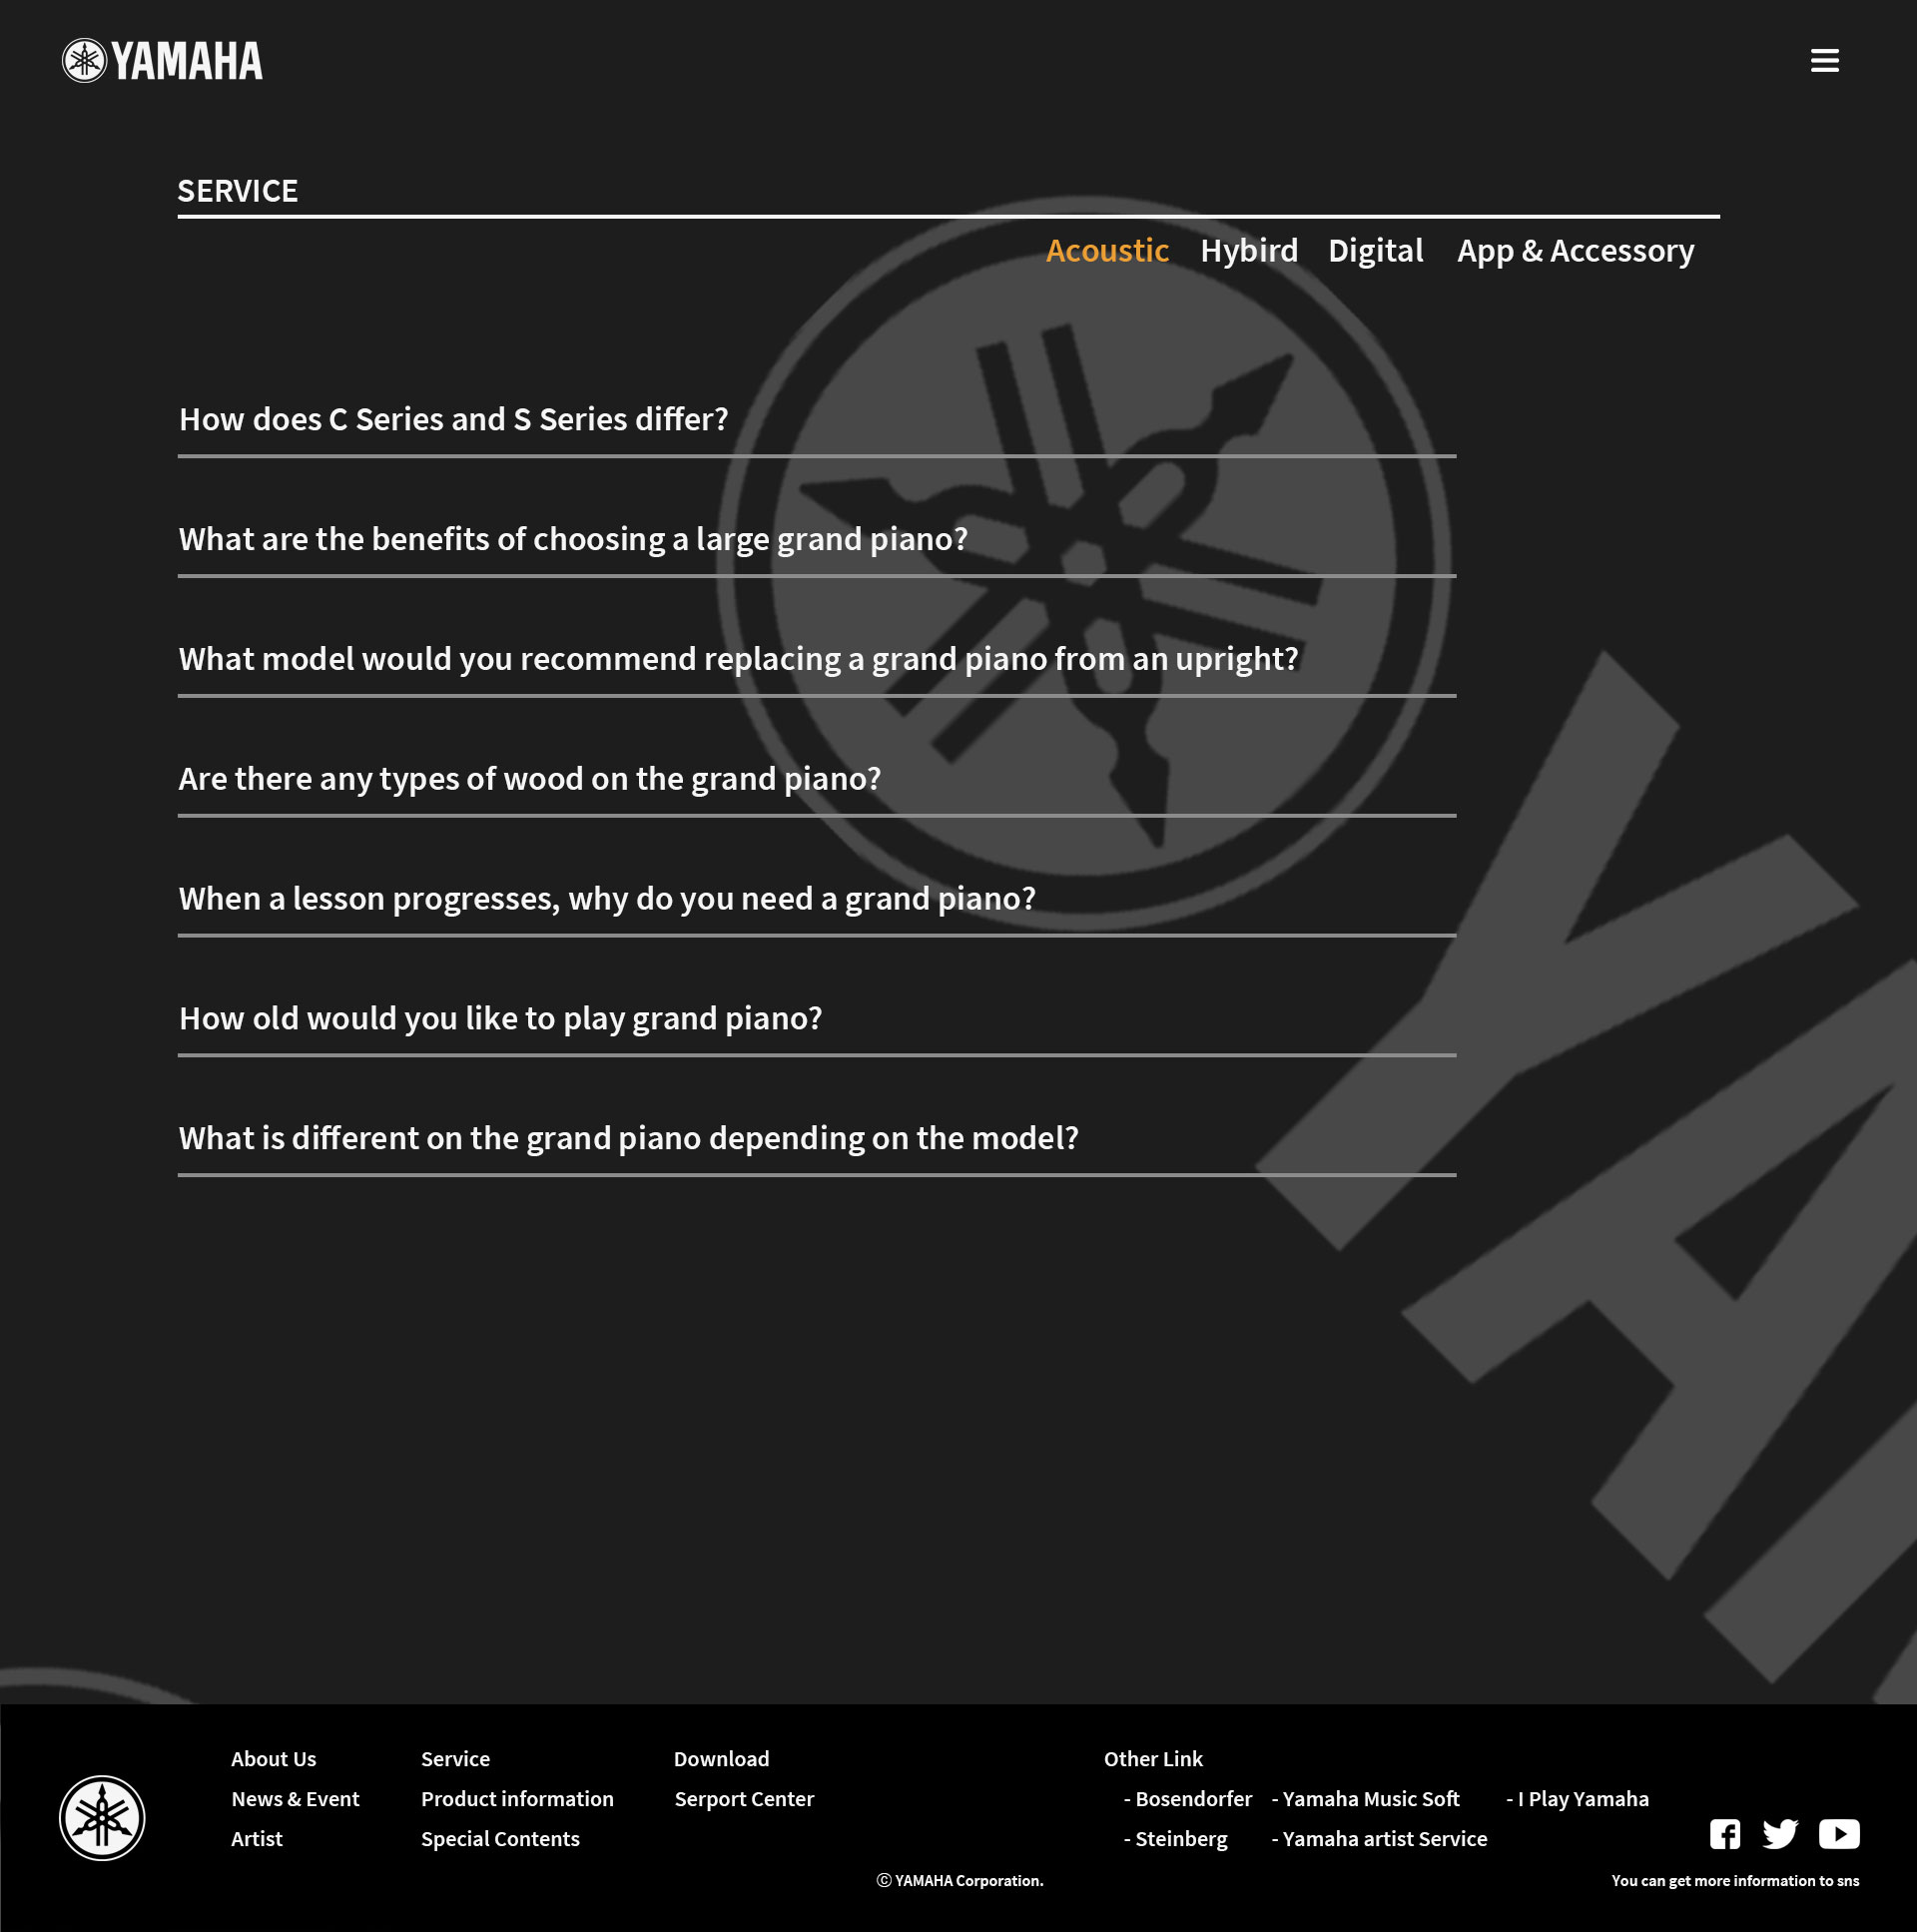 YAMAHA
SERVICE
Acoustic Hybird Digital App & Accessory
How does C Series and S Series differ?
What are the benefits of choosing a large grand piano?
What model would you recommend replacing a grand piano from an upright?
Are there any types of wood on the grand piano?
When a lesson progresses, why do you need a grand piano?
How old would you like to play grand piano?
What is different on the grand piano depending on the model?
About Us Service Download Other Link
News & Event Product information Serport Center - Bosendorfer - Yamaha Music Soft - I Play Yamaha
Artist Special Contents - Steinberg - Yamaha artist Service
ⓒ YAMAHA Corporation. You can get more information to sns